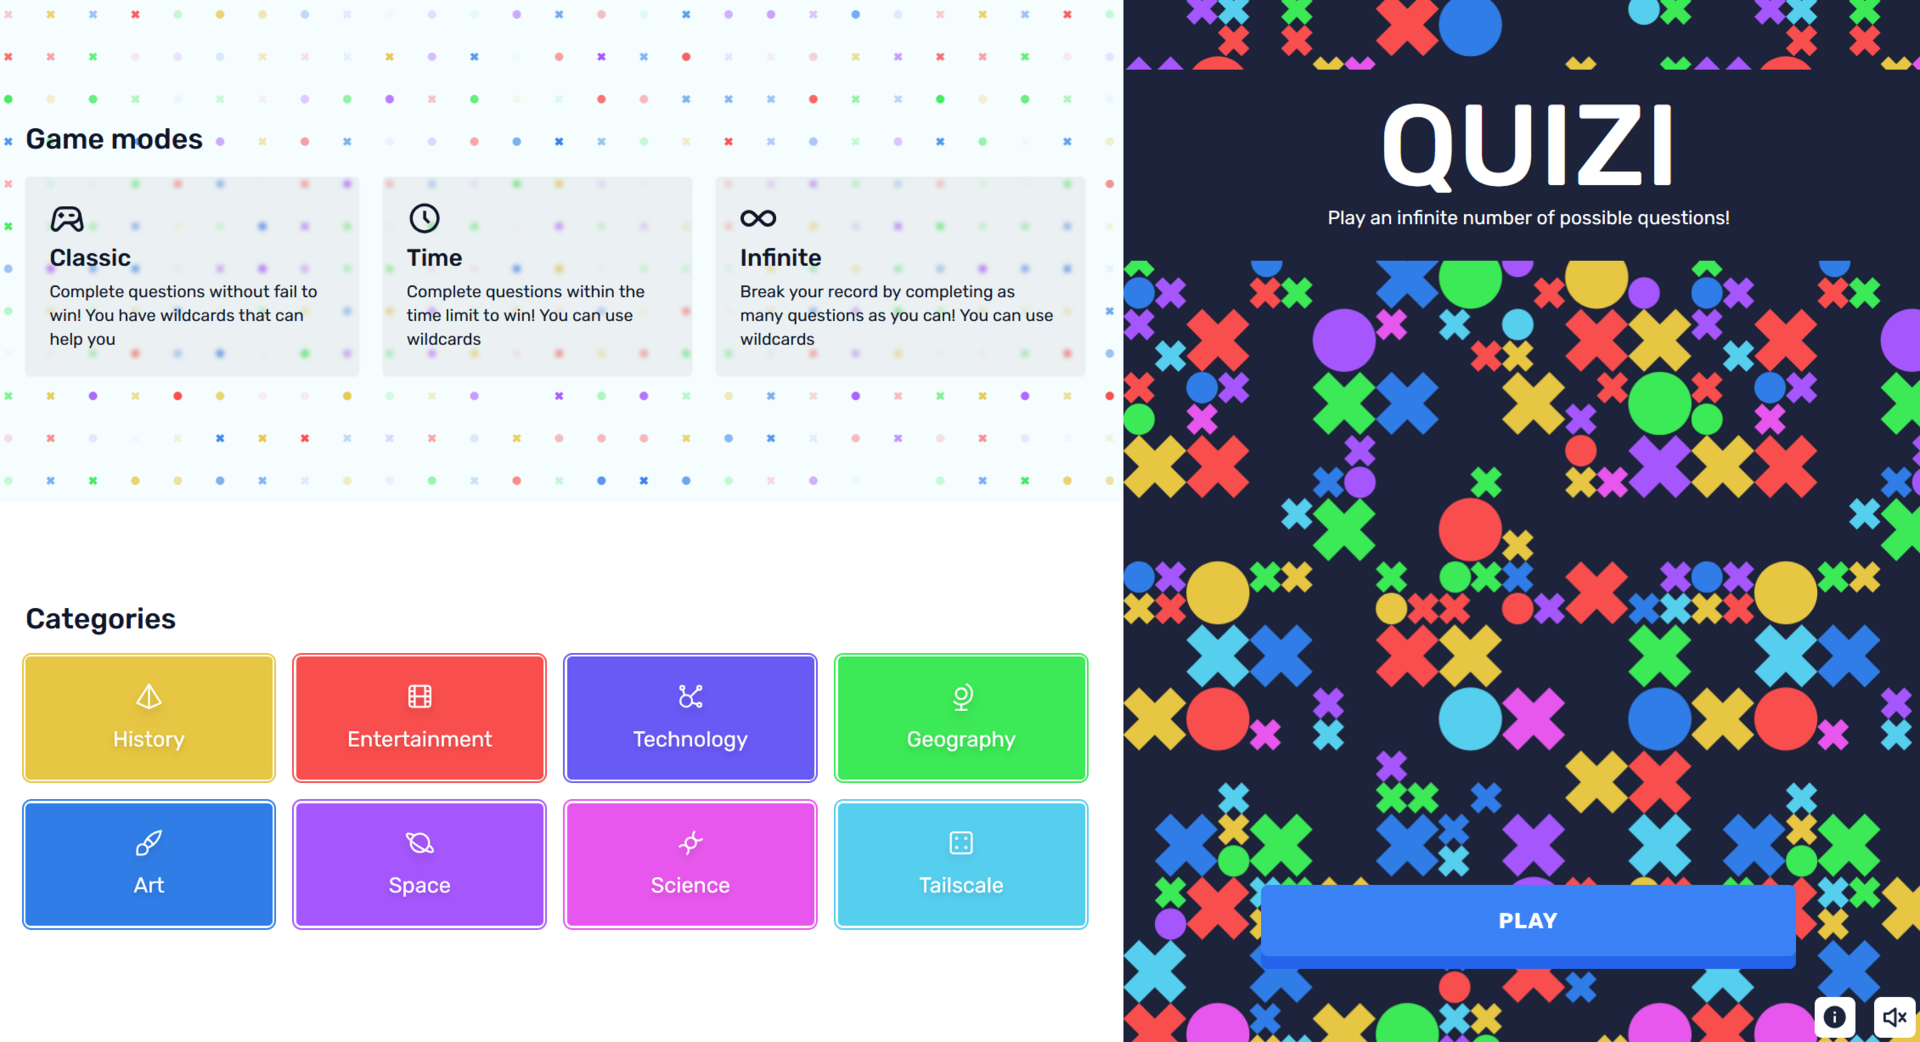 Game modes
Classic
Complete questions without fail to
win! You have wildcards that can
help you
Time
Complete questions within the
time limit to win! You can use
wildcards
Infinite
Break your record by completing as
many questions as you can! You can use
wildcards
Categories
History
Entertainment
Technology
Geography
Art
Space
Science
Tailscale
QUIZI
Play an infinite number of possible questions!
PLAY